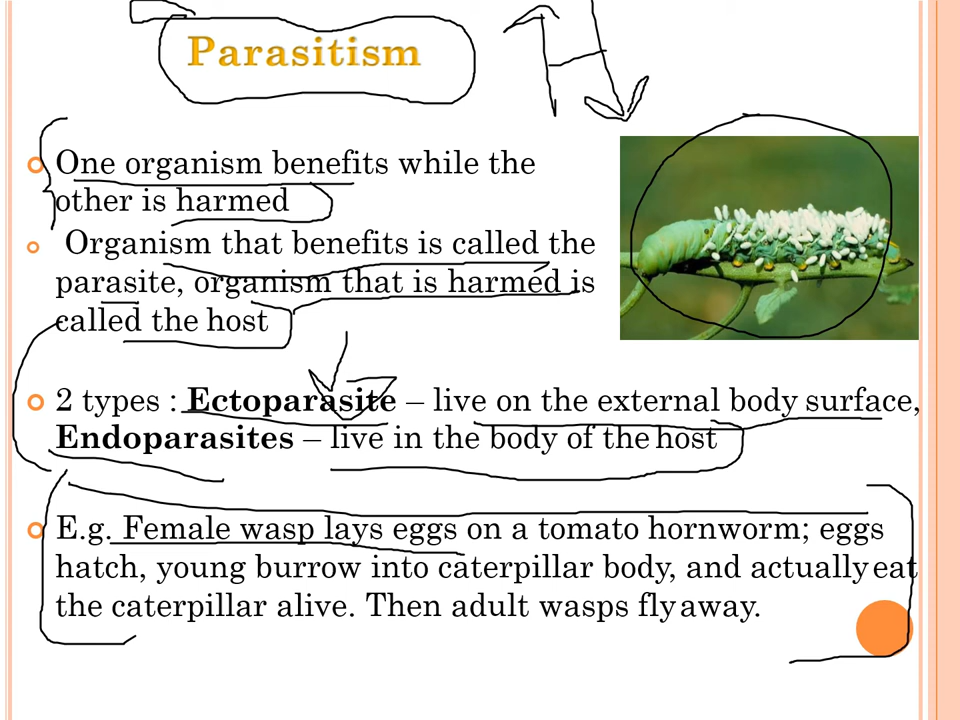 Parasitism
One organism benefits while the
other is harmed
Organism that benefits is called the
parasite, organism that is harmed is
called the host
2 types : Ectoparasite – live on the external body surface,
Endoparasites – live in the body of the host
E.g. Female wasp lays eggs on a tomato hornworm; eggs
hatch, young burrow into caterpillar body, and actually eat
the caterpillar alive. Then adult wasps fly away.